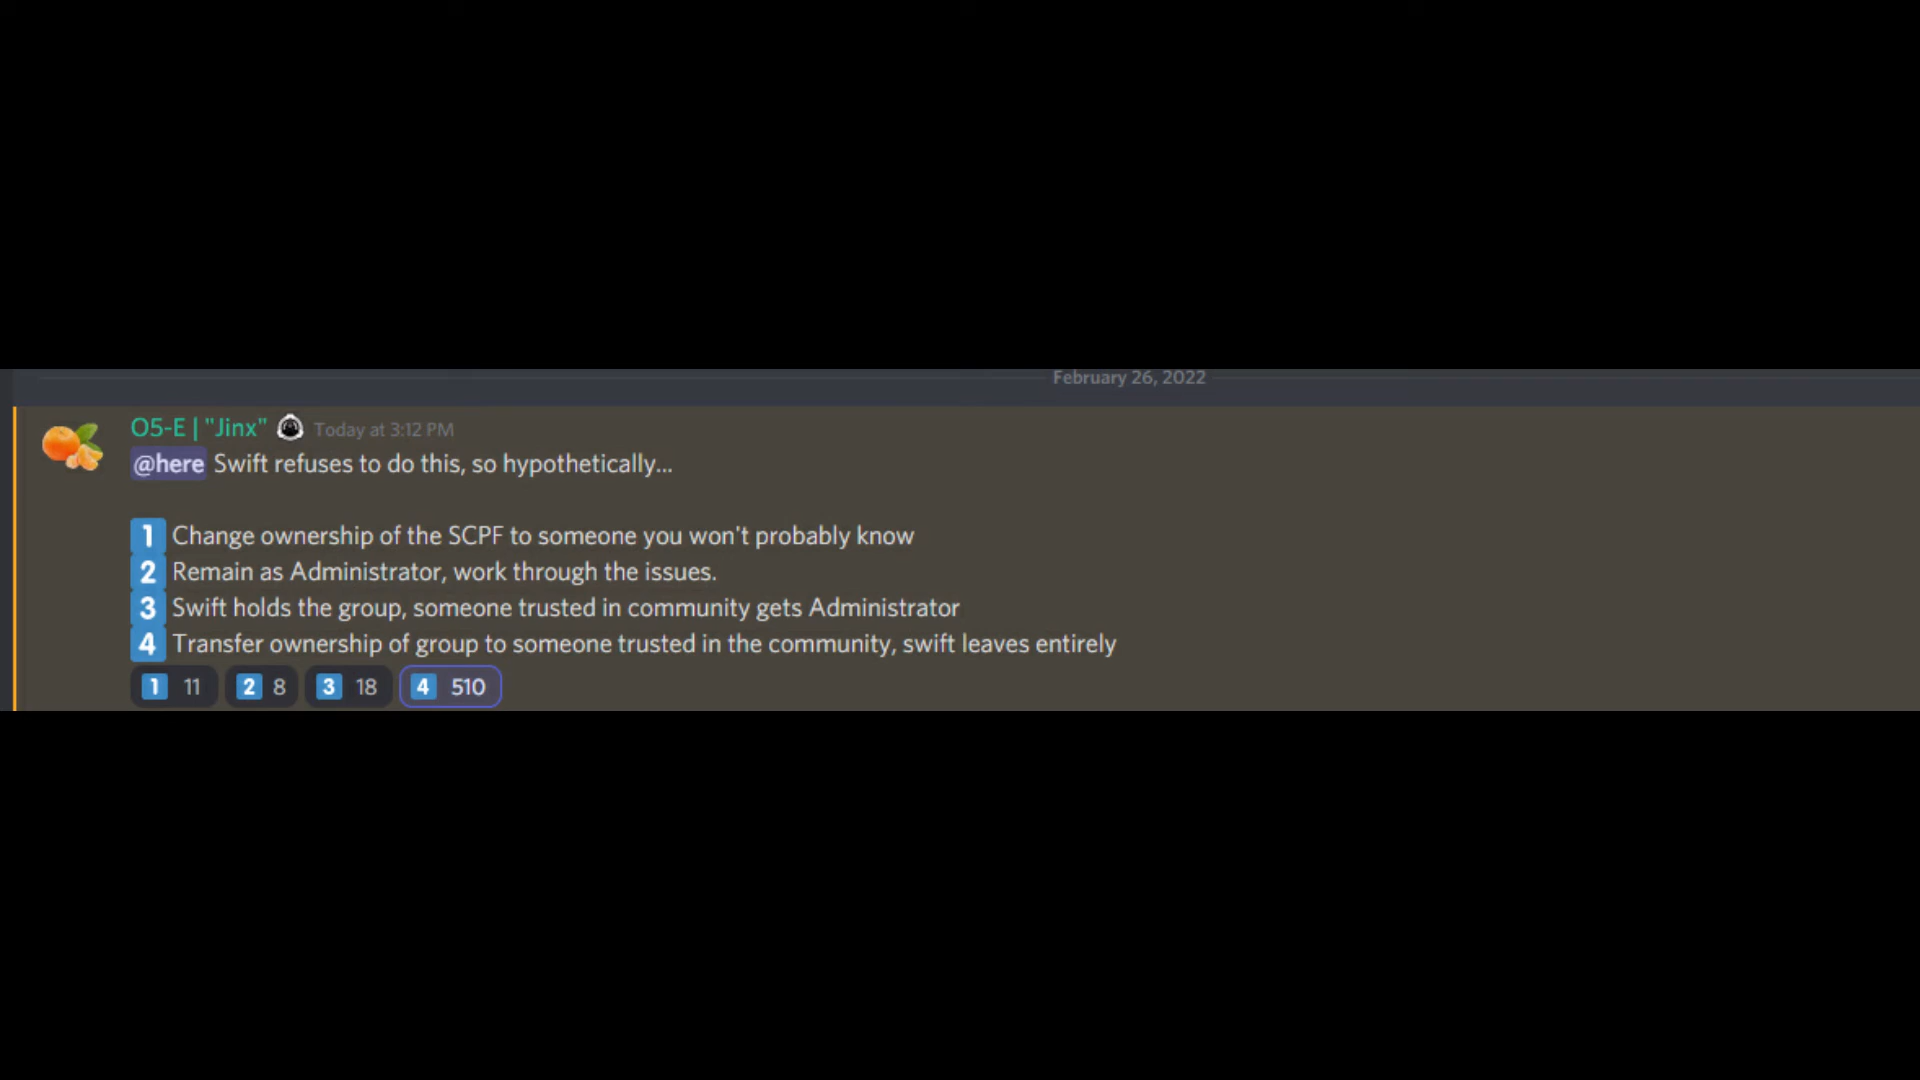 February 26, 2022
O5-E | "Jinx" Today at 3:12 PM
@here Swift refuses to do this, so hypothetically...
1 Change ownership of the SCPF to someone you won't probably know
2 Remain as Administrator, work through the issues.
3 Swift holds the group, someone trusted in community gets Administrator
4 Transfer ownership of group to someone trusted in the community, swift leaves entirely
1 11 2 8 3 18 4 510